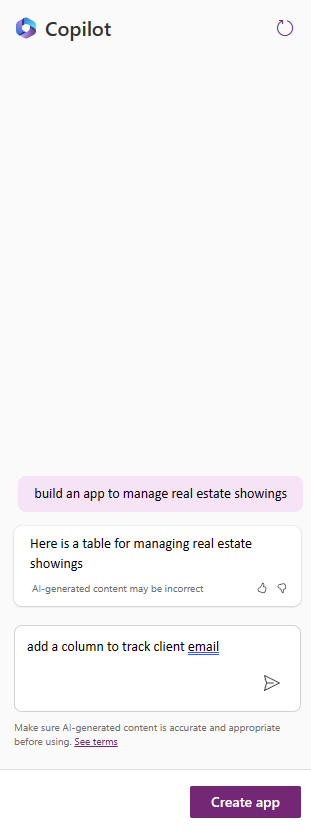 Copilot
build an app to manage real estate showings
Here is a table for managing real estate
showings
AI-generated content may be incorrect
add a column to track client email
Make sure AI-generated content is accurate and appropriate
before using. See terms
Create app